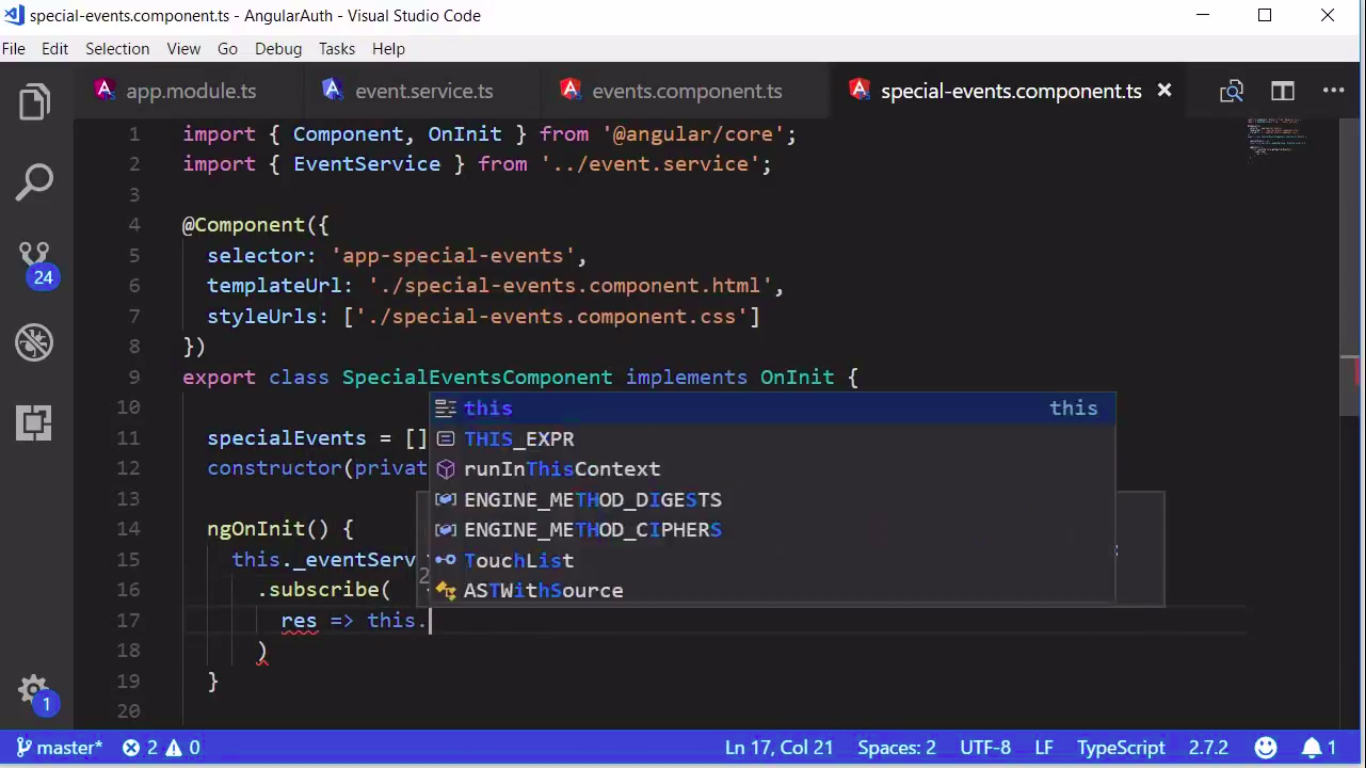 special-events.component.ts - AngularAuth - Visual Studio Code
File Edit Selection View Go Debug Tasks Help
app.module.ts event.service.ts events.component.ts special-events.component.ts
1 import { Component, OnInit } from '@angular/core';
2 import { EventService } from '../event.service';
3
4 @Component({
5 selector: 'app-special-events',
6 templateUrl: './special-events.component.html',
7 styleUrls: ['./special-events.component.css']
8 })
9 export class SpecialEventsComponent implements OnInit {
10
this this
11 specialEvents = []
THIS_EXPR
12 constructor(private
runInThisContext
13
ENGINE_METHOD_DIGESTS
14 ngOnInit() {
ENGINE_METHOD_CIPHERS
15 this._eventServ
TouchList
16 .subscribe(
ASTWithSource
17 res => this.
18 )
19 }
20
24
1
master* 2 0 Ln 17, Col 21 Spaces: 2 UTF-8 LF TypeScript 2.7.2 1